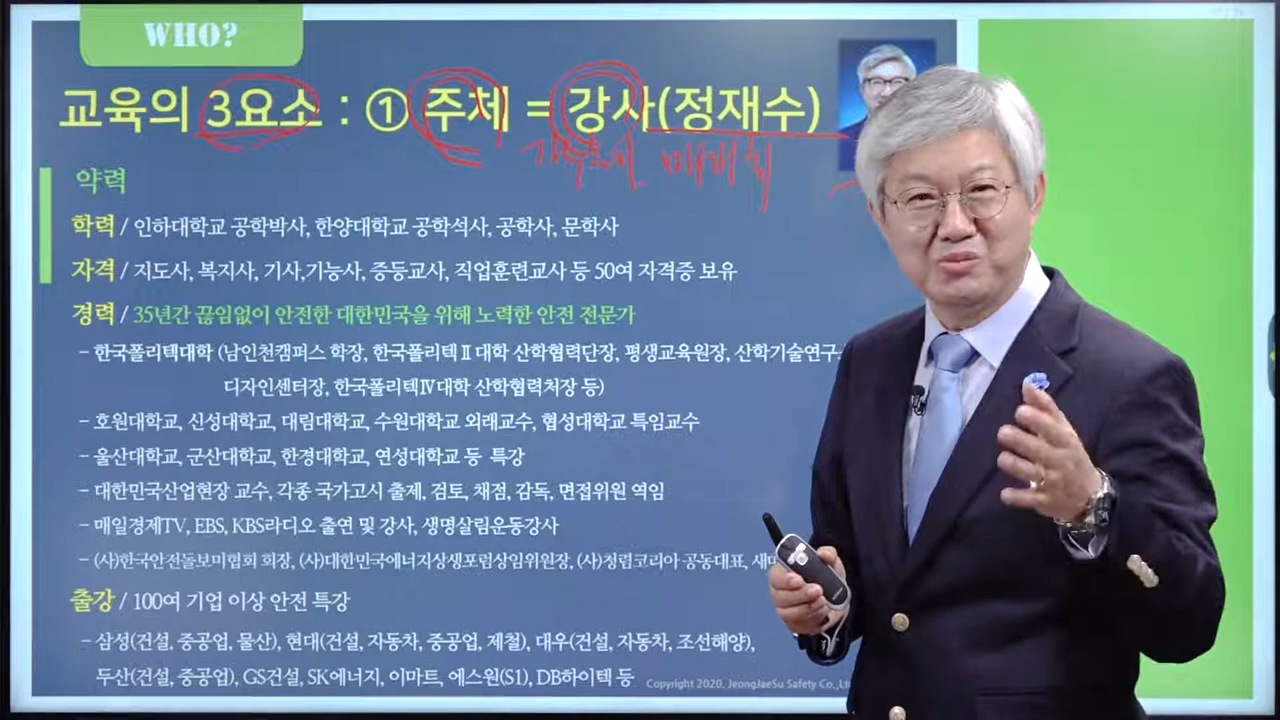 WHO?
교육의 3요소 : ① 주체 = 강사(정재수)
약력
학력 / 인하대학교 공학박사, 한양대학교 공학석사, 공학사, 문학사
자격 / 지도사, 복지사, 기사,기능사, 중등교사, 직업훈련교사 등 50여 자격증 보유
경력 / 35년간 끊임없이 안전한 대한민국을 위해 노력한 안전 전문가
- 한국폴리텍대학 (남인천캠퍼스 학장, 한국폴리텍Ⅱ대학 산학협력단장, 평생교육원장, 산학기술연구
디자인센터장, 한국폴리텍Ⅳ대학 산학협력처장 등)
- 호원대학교, 신성대학교, 대림대학교, 수원대학교 외래교수, 협성대학교 특임교수
- 울산대학교, 군산대학교, 한경대학교, 연성대학교 등 특강
- 대한민국산업현장 교수, 각종 국가고시 출제, 검토, 채점, 감독, 면접위원 역임
- 매일경제TV, EBS, KBS라디오 출연 및 강사, 생명살림운동강사
- (사)한국안전돌보미협회 회장, (사)대한민국에너지상생포럼상임위원장, (사)청렴코리아 공동대표,
출강 / 100여 기업 이상 안전 특강
- 삼성(건설, 중공업, 물산), 현대(건설, 자동차, 중공업, 제철), 대우(건설, 자동차, 조선해양),
두산(건설, 중공업), GS건설, SK에너지, 이마트, 에스원(S1), DB하이텍 등
Copyright 2020. JeongJaeSu Safety Co.,